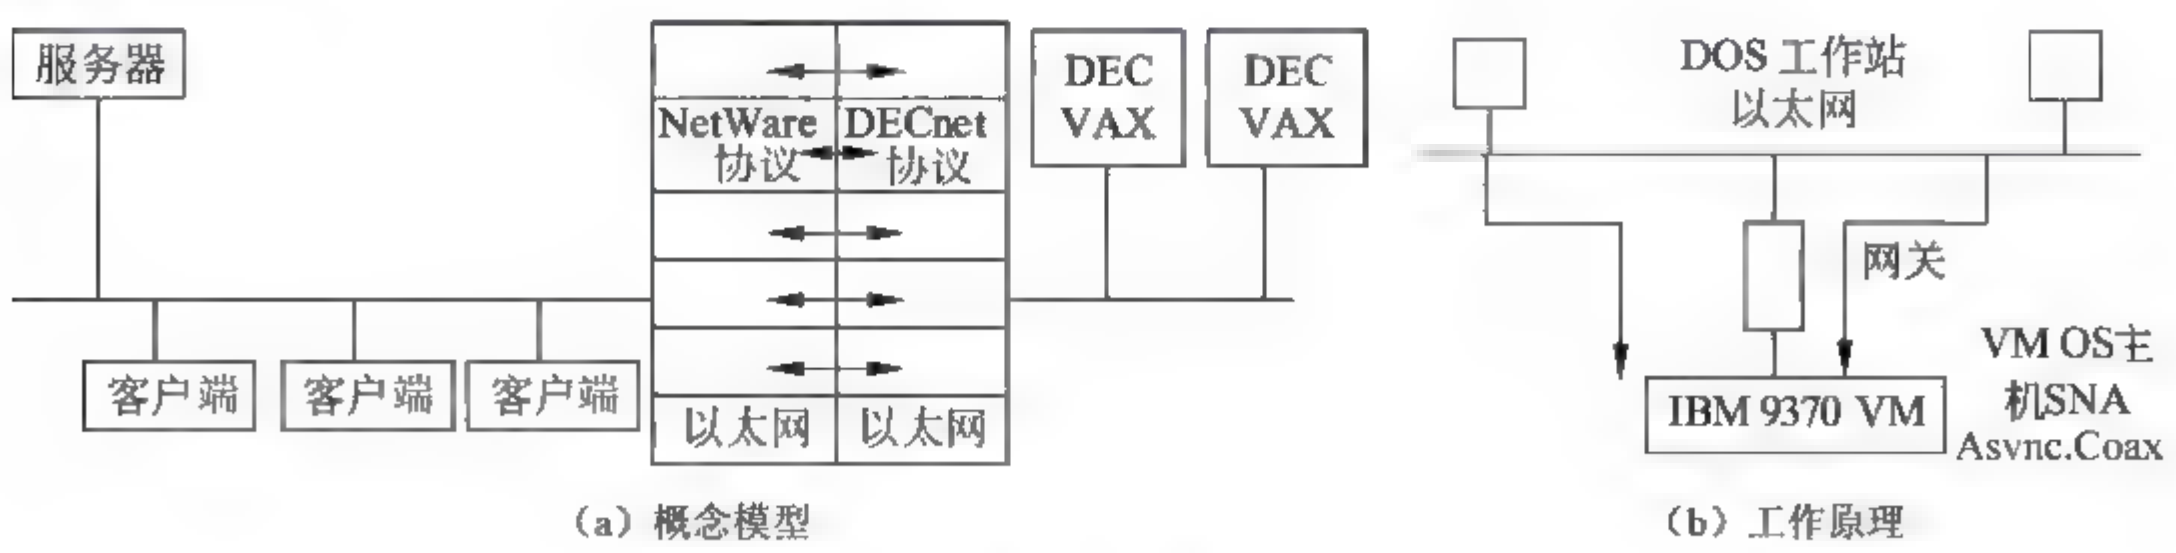 服务器
NetWare
协议
DECnet
协议
DEC
VAX
DEC
VAX
客户端
客户端
客户端
以太网
以太网
(a) 概念模型
DOS 工作站
以太网
网关
IBM 9370 VM
VM OS主
机SNA
Asvnc.Coax
(b) 工作原理